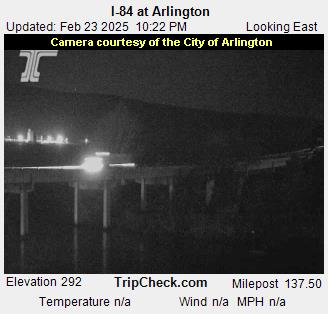 I-84 at Arlington
Updated: Feb 23 2025 10:22 PM Looking East
Camera courtesy of the City of Arlington
Elevation 292 TripCheck.com Milepost 137.50
Temperature n/a Wind n/a MPH n/a